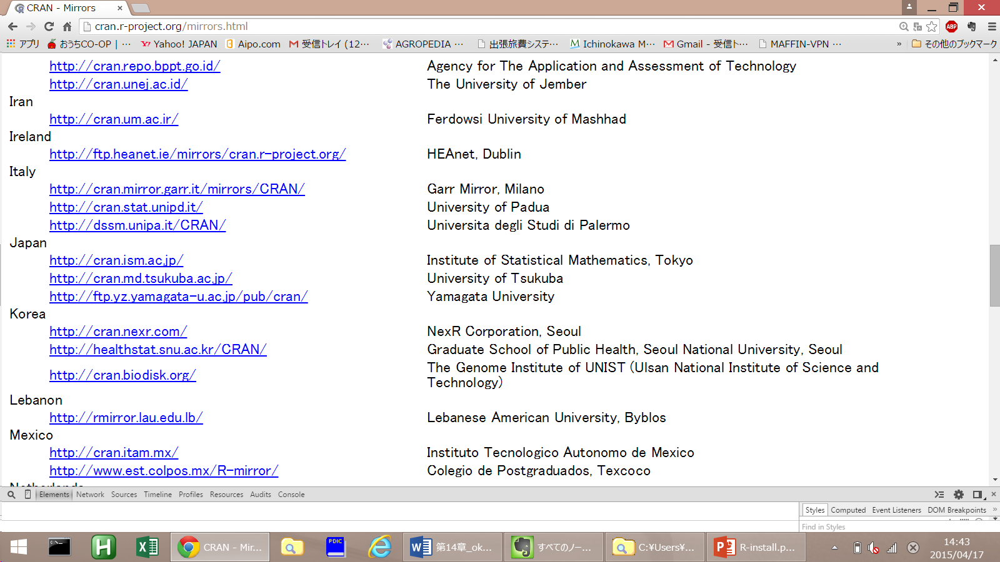 CRAN - Mirrors
cran.r-project.org/mirrors.html
ABP
アプリ おうちCO-OP | … Yahoo! JAPAN Aipo.com 受信トレイ (12… AGROPEDIA … 出張旅費システ… Ichinokawa M… Gmail - 受信ト… MAFFIN-VPN … » その他のブックマーク
http://cran.repo.bppt.go.id/ Agency for The Application and Assessment of Technology
http://cran.unej.ac.id/ The University of Jember
Iran
http://cran.um.ac.ir/ Ferdowsi University of Mashhad
Ireland
http://ftp.heanet.ie/mirrors/cran.r-project.org/ HEAnet, Dublin
Italy
http://cran.mirror.garr.it/mirrors/CRAN/ Garr Mirror, Milano
http://cran.stat.unipd.it/ University of Padua
http://dssm.unipa.it/CRAN/ Universita degli Studi di Palermo
Japan
http://cran.ism.ac.jp/ Institute of Statistical Mathematics, Tokyo
http://cran.md.tsukuba.ac.jp/ University of Tsukuba
http://ftp.yz.yamagata-u.ac.jp/pub/cran/ Yamagata University
Korea
http://cran.nexr.com/ NexR Corporation, Seoul
http://healthstat.snu.ac.kr/CRAN/ Graduate School of Public Health, Seoul National University, Seoul
http://cran.biodisk.org/ The Genome Institute of UNIST (Ulsan National Institute of Science and
Technology)
Lebanon
http://rmirror.lau.edu.lb/ Lebanese American University, Byblos
Mexico
http://cran.itam.mx/ Instituto Tecnologico Autonomo de Mexico
http://www.est.colpos.mx/R-mirror/ Colegio de Postgraduados, Texcoco
Netherlands
Elements Network Sources Timeline Profiles Resources Audits Console
Styles Computed Event Listeners DOM Breakpoints »
Find in Styles
CRAN - Mir... PDIC 第14章_ok... すべてのノー... C:¥Users¥... R-install.p...
14:43
2015/04/17